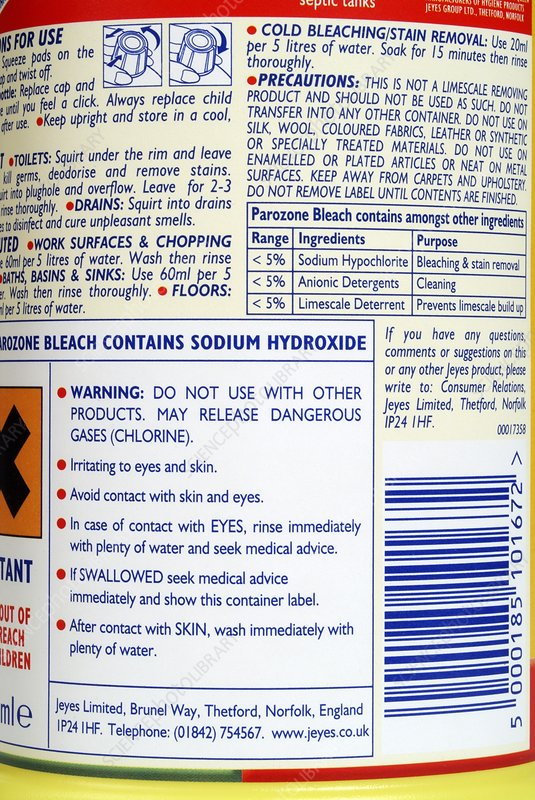 septic tanks
MANUFACTURERS OF HYGIENE PRODUCTS
JEYES GROUP LTD., THETFORD, NORFOLK
NS FOR USE
Squeeze pads on the
and twist off.
Replace cap and
until you feel a click. Always replace child
after use. •Keep upright and store in a cool,
•TOILETS: Squirt under the rim and leave
kill germs, deodorise and remove stains.
into plughole and overflow. Leave for 2-3
rinse thoroughly. •DRAINS: Squirt into drains
to disinfect and cure unpleasant smells.
UTED •WORK SURFACES & CHOPPING
60ml per 5 litres of water. Wash then rinse
•BATHS, BASINS & SINKS: Use 60ml per 5
Wash then rinse thoroughly. • FLOORS:
per 5 litres of water.
• COLD BLEACHING/STAIN REMOVAL: Use 20ml
per 5 litres of water. Soak for 15 minutes then rinse
thoroughly.
•PRECAUTIONS: THIS IS NOT A LIMESCALE REMOVING
PRODUCT AND SHOULD NOT BE USED AS SUCH. DO NOT
TRANSFER INTO ANY OTHER CONTAINER. DO NOT USE ON
SILK, WOOL, COLOURED FABRICS, LEATHER OR SYNTHETIC
OR SPECIALLY TREATED MATERIALS. DO NOT USE ON
ENAMELLED OR PLATED ARTICLES OR NEAT ON METAL
SURFACES. KEEP AWAY FROM CARPETS AND UPHOLSTERY.
DO NOT REMOVE LABEL UNTIL CONTENTS ARE FINISHED.
Parozone Bleach contains amongst other ingredients
Range Ingredients Purpose
< 5% Sodium Hypochlorite Bleaching & stain removal
< 5% Anionic Detergents Cleaning
< 5% Limescale Deterrent Prevents limescale build up
AROZONE BLEACH CONTAINS SODIUM HYDROXIDE
• WARNING: DO NOT USE WITH OTHER
PRODUCTS. MAY RELEASE DANGEROUS
GASES (CHLORINE).
• Irritating to eyes and skin.
• Avoid contact with skin and eyes.
• In case of contact with EYES, rinse immediately
with plenty of water and seek medical advice.
• If SWALLOWED seek medical advice
immediately and show this container label.
• After contact with SKIN, wash immediately with
plenty of water.
TANT
OUT OF
REACH
LDREN
ml e
Jeyes Limited, Brunel Way, Thetford, Norfolk, England
IP24 1HF. Telephone: (01842) 754567. www.jeyes.co.uk
If you have any questions,
comments or suggestions on this
or any other Jeyes product, please
write to: Consumer Relations,
Jeyes Limited, Thetford, Norfolk
IP24 1HF.
00017358
5 000185 101672 >